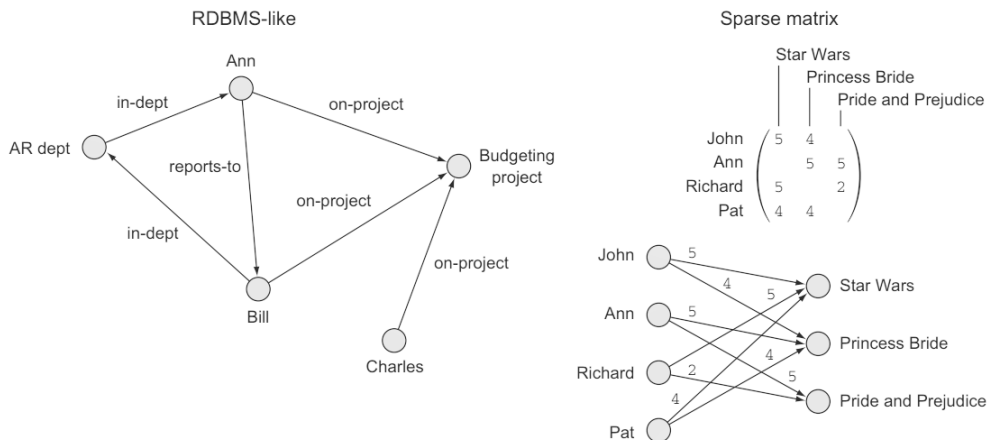 RDBMS-like
Ann
in-dept
on-project
AR dept
reports-to
Budgeting
project
on-project
in-dept
on-project
Bill
Charles
Sparse matrix
Star Wars
Princess Bride
Pride and Prejudice
John 5 4
Ann 5 5
Richard 5 2
Pat 4 4
John
5
4
5
Star Wars
Ann
5
4
Princess Bride
Richard
2
5
4
Pride and Prejudice
Pat